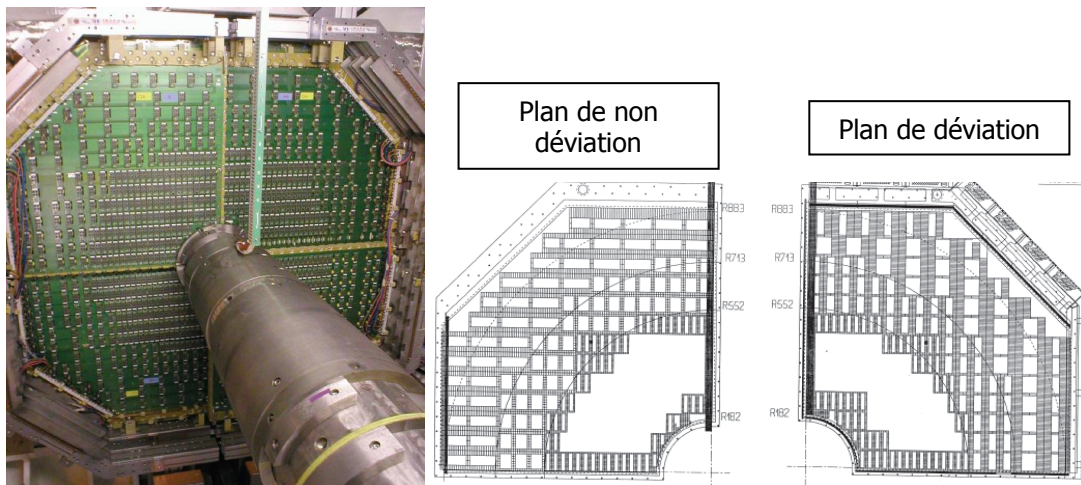 Plan de non
déviation
Plan de déviation
R883
R713
R552
R182
R883
R713
R552
R182